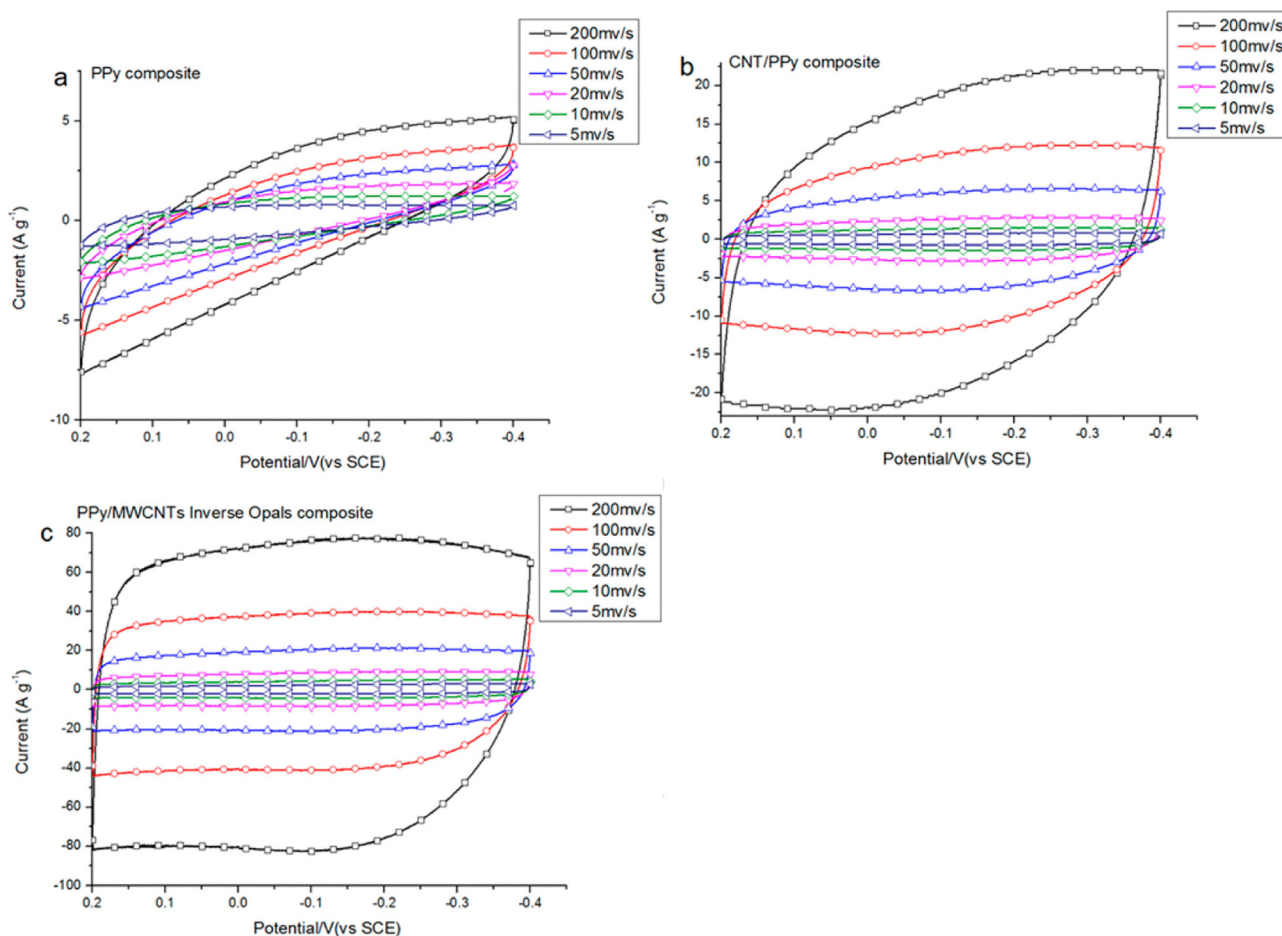 a
PPy composite
200mv/s
100mv/s
50mv/s
20mv/s
10mv/s
5mv/s
5
0
-5
-10
Current (A g⁻¹)
0.2 0.1 0.0 -0.1 -0.2 -0.3 -0.4
Potential/V(vs SCE)
b
CNT/PPy composite
200mv/s
100mv/s
50mv/s
20mv/s
10mv/s
5mv/s
20
15
10
5
0
-5
-10
-15
-20
Current (A g⁻¹)
0.2 0.1 0.0 -0.1 -0.2 -0.3 -0.4
Potential/V(vs SCE)
c
PPy/MWCNTs Inverse Opals composite
200mv/s
100mv/s
50mv/s
20mv/s
10mv/s
5mv/s
80
60
40
20
0
-20
-40
-60
-80
-100
Current (A g⁻¹)
0.2 0.1 0.0 -0.1 -0.2 -0.3 -0.4
Potential/V(vs SCE)